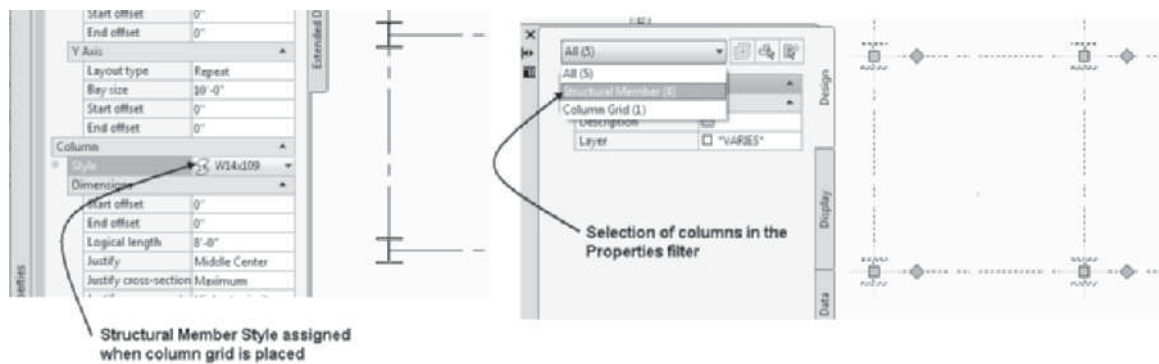 Start offset 0"
End offset 0"
Y Axis
Layout type Repeat
Bay size 10'-0"
Start offset 0"
End offset 0"
Column
Style W14x109
Dimensions
Start offset 0"
End offset 0"
Logical length 8'-0"
Justify Middle Center
Justify cross-section Maximum
Extended D
perties
Structural Member Style assigned
when column grid is placed
All (5)
All (5)
Structural Member (4)
Column Grid (1)
Description
Layer *VARIES*
Design
Display
Data
Selection of columns in the
Properties filter